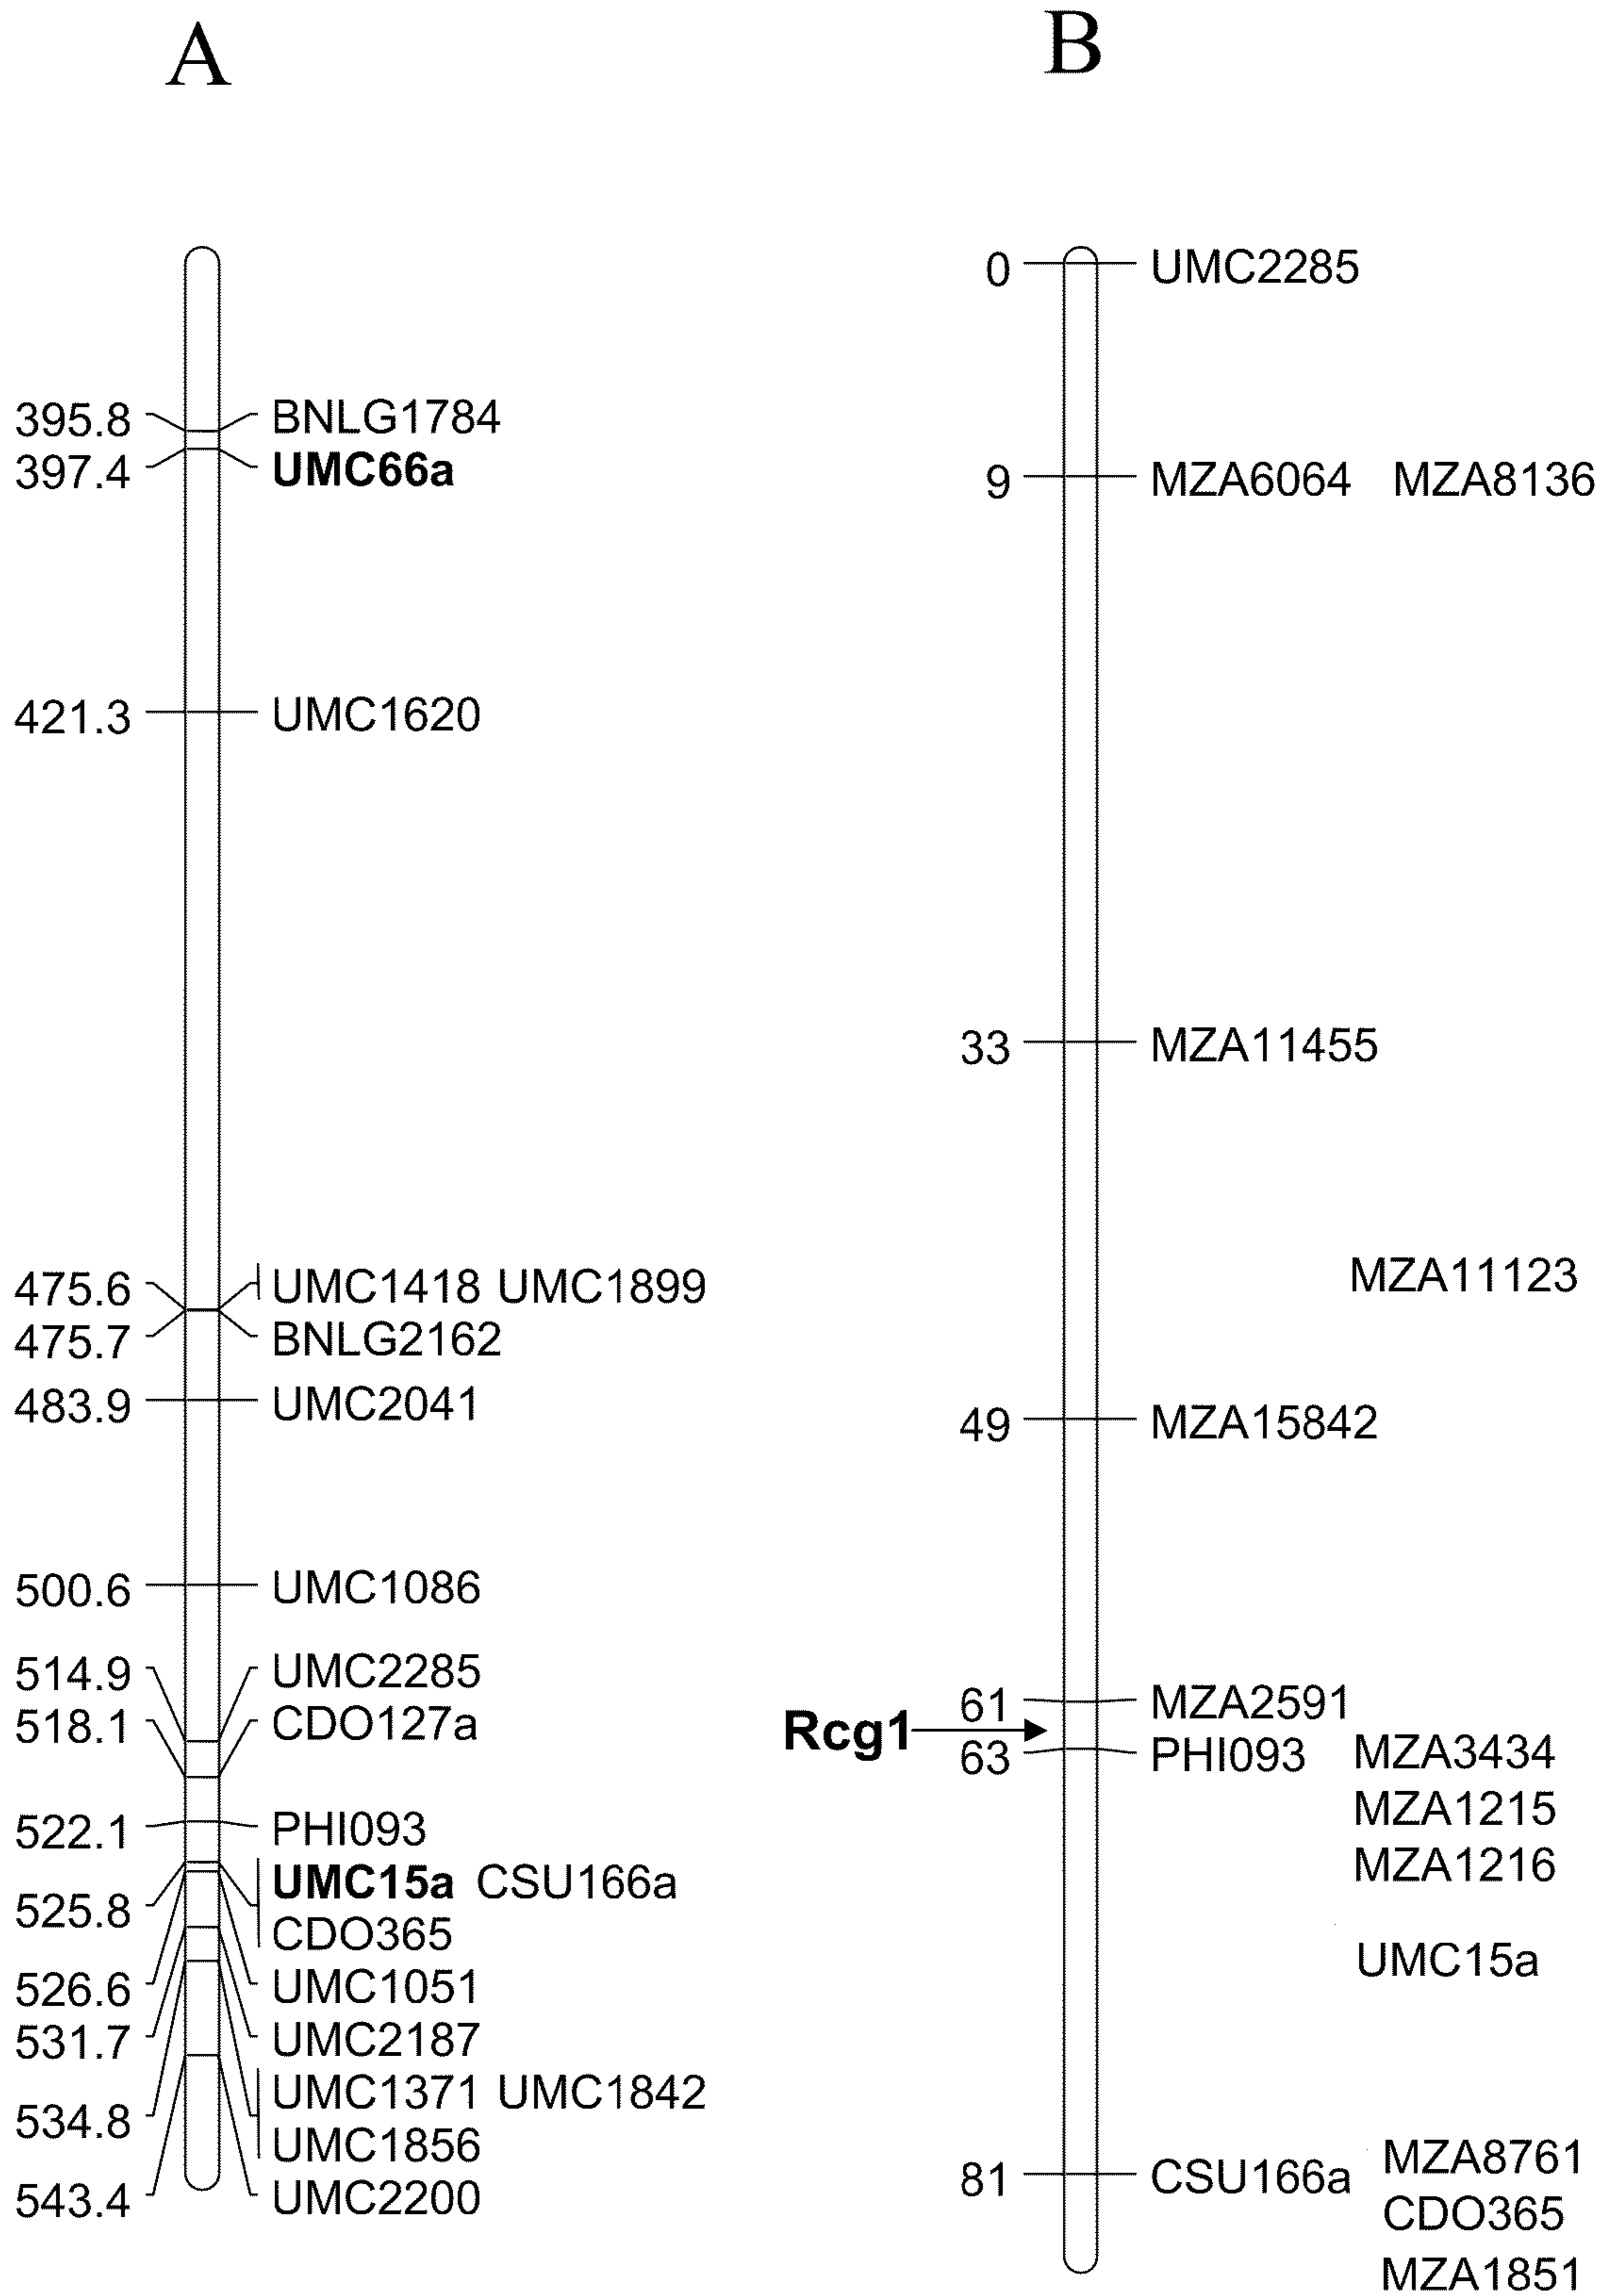 A
395.8 BNLG1784
397.4 UMC66a
421.3 UMC1620
475.6 UMC1418 UMC1899
475.7 BNLG2162
483.9 UMC2041
500.6 UMC1086
514.9 UMC2285
518.1 CDO127a
522.1 PHI093
525.8 UMC15a CSU166a
CDO365
526.6 UMC1051
531.7 UMC2187
534.8 UMC1371 UMC1842
UMC1856
543.4 UMC2200
B
0 UMC2285
9 MZA6064 MZA8136
33 MZA11455
MZA11123
49 MZA15842
61 MZA2591
Rcg1
63 PHI093 MZA3434
MZA1215
MZA1216
UMC15a
81 CSU166a MZA8761
CDO365
MZA1851